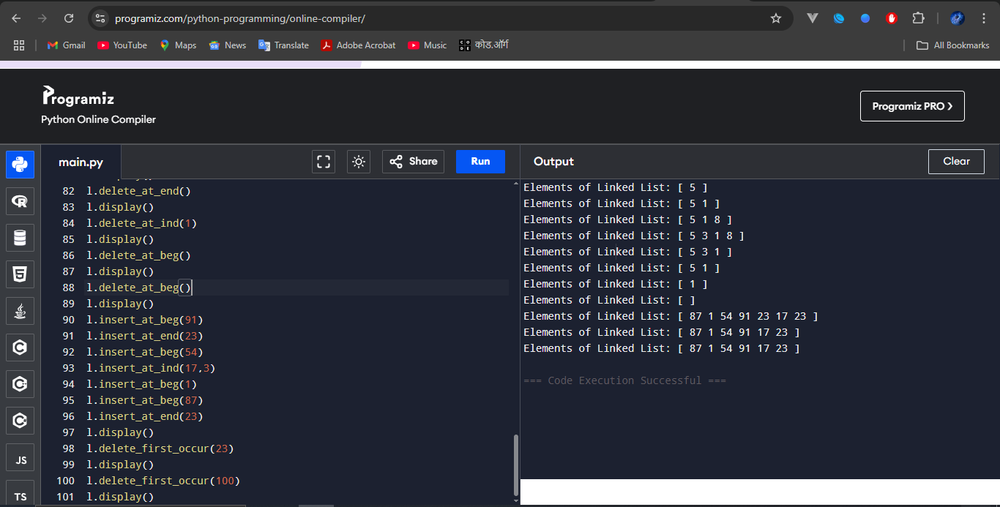 programiz.com/python-programming/online-compiler/
Gmail YouTube Maps News Translate Adobe Acrobat Music कोड.ऑर्ग All Bookmarks
Programiz
Python Online Compiler
Programiz PRO ❯
main.py Share Run
82 l.delete_at_end()
83 l.display()
84 l.delete_at_ind(1)
85 l.display()
86 l.delete_at_beg()
87 l.display()
88 l.delete_at_beg()
89 l.display()
90 l.insert_at_beg(91)
91 l.insert_at_end(23)
92 l.insert_at_beg(54)
93 l.insert_at_ind(17,3)
94 l.insert_at_beg(1)
95 l.insert_at_beg(87)
96 l.insert_at_end(23)
97 l.display()
98 l.delete_first_occur(23)
99 l.display()
100 l.delete_first_occur(100)
101 l.display()
JS
TS
Output Clear
Elements of Linked List: [ 5 ]
Elements of Linked List: [ 5 1 ]
Elements of Linked List: [ 5 1 8 ]
Elements of Linked List: [ 5 3 1 8 ]
Elements of Linked List: [ 5 3 1 ]
Elements of Linked List: [ 5 1 ]
Elements of Linked List: [ 1 ]
Elements of Linked List: [ ]
Elements of Linked List: [ 87 1 54 91 23 17 23 ]
Elements of Linked List: [ 87 1 54 91 17 23 ]
Elements of Linked List: [ 87 1 54 91 17 23 ]
=== Code Execution Successful ===